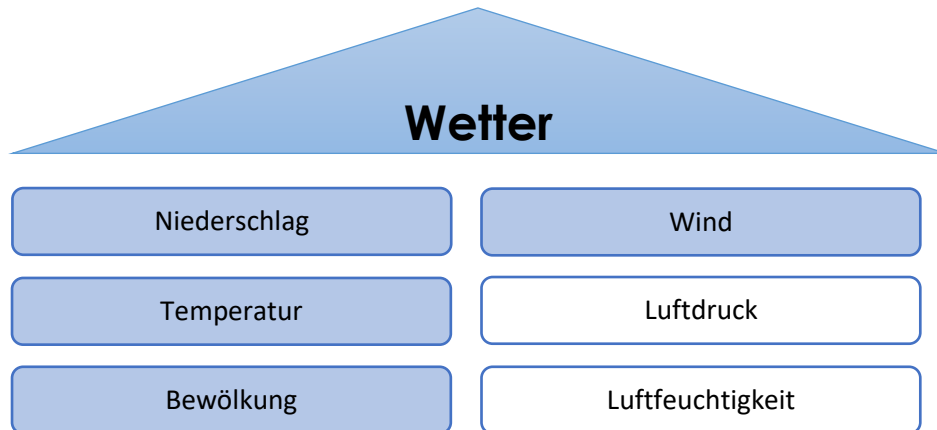 Wetter
Niederschlag
Wind
Temperatur
Luftdruck
Bewölkung
Luftfeuchtigkeit